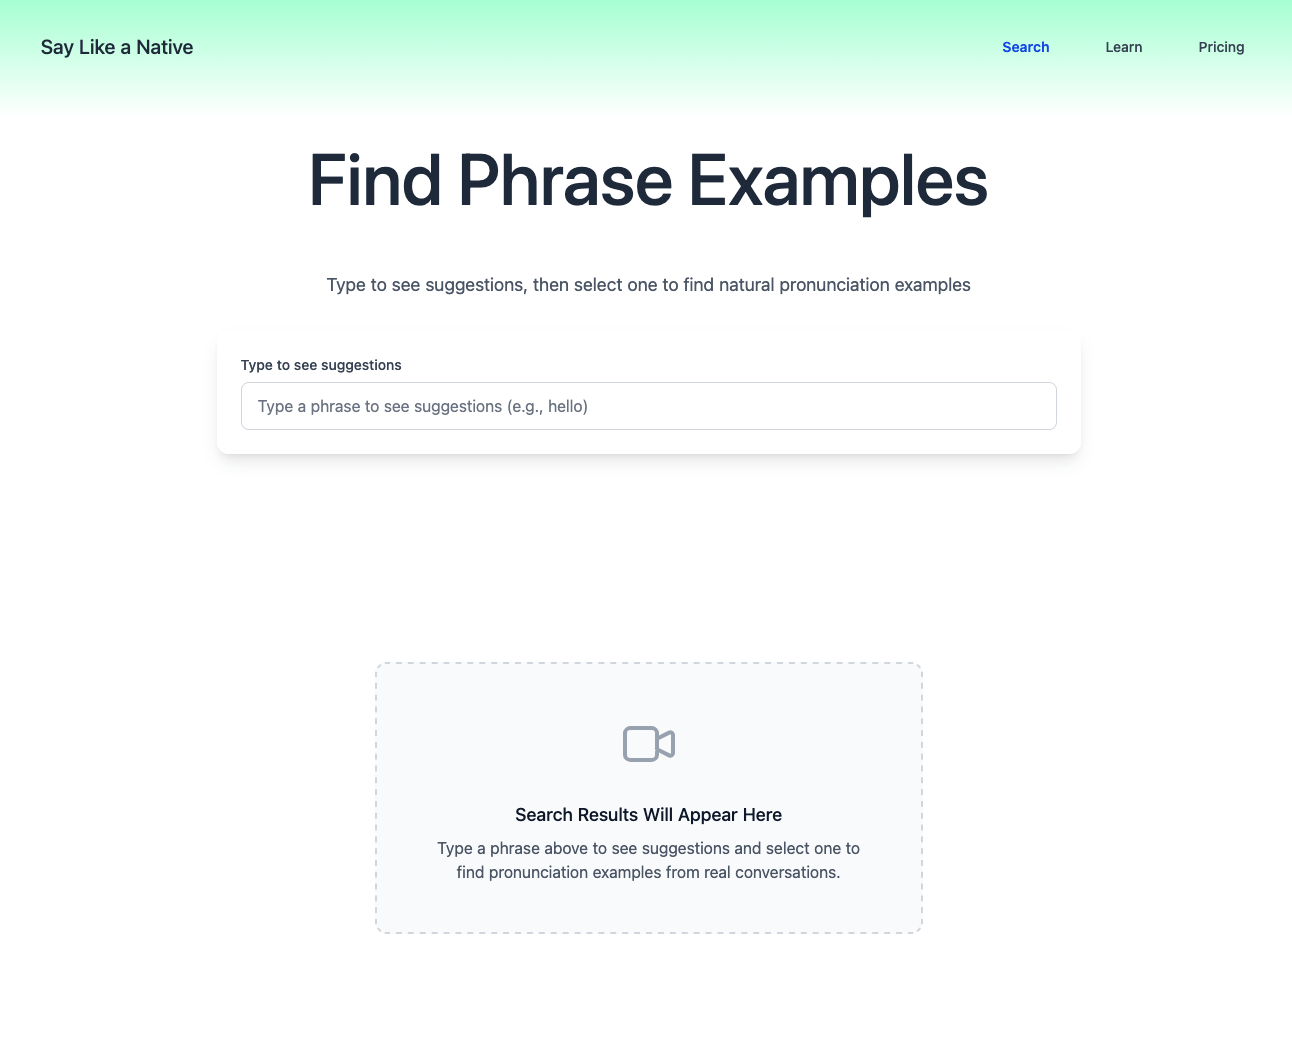 Say Like a Native
Search
Learn
Pricing
Find Phrase Examples
Type to see suggestions, then select one to find natural pronunciation examples
Type to see suggestions
Type a phrase to see suggestions (e.g., hello)
Search Results Will Appear Here
Type a phrase above to see suggestions and select one to
find pronunciation examples from real conversations.